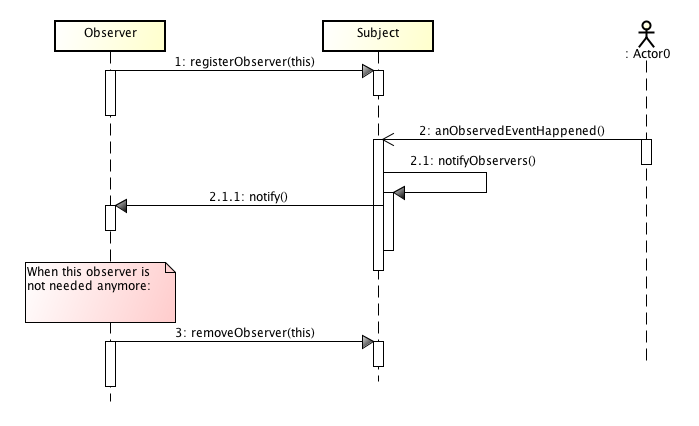 Observer
Subject
: Actor0
1: registerObserver(this)
2: anObservedEventHappened()
2.1: notifyObservers()
2.1.1: notify()
When this observer is
not needed anymore:
3: removeObserver(this)